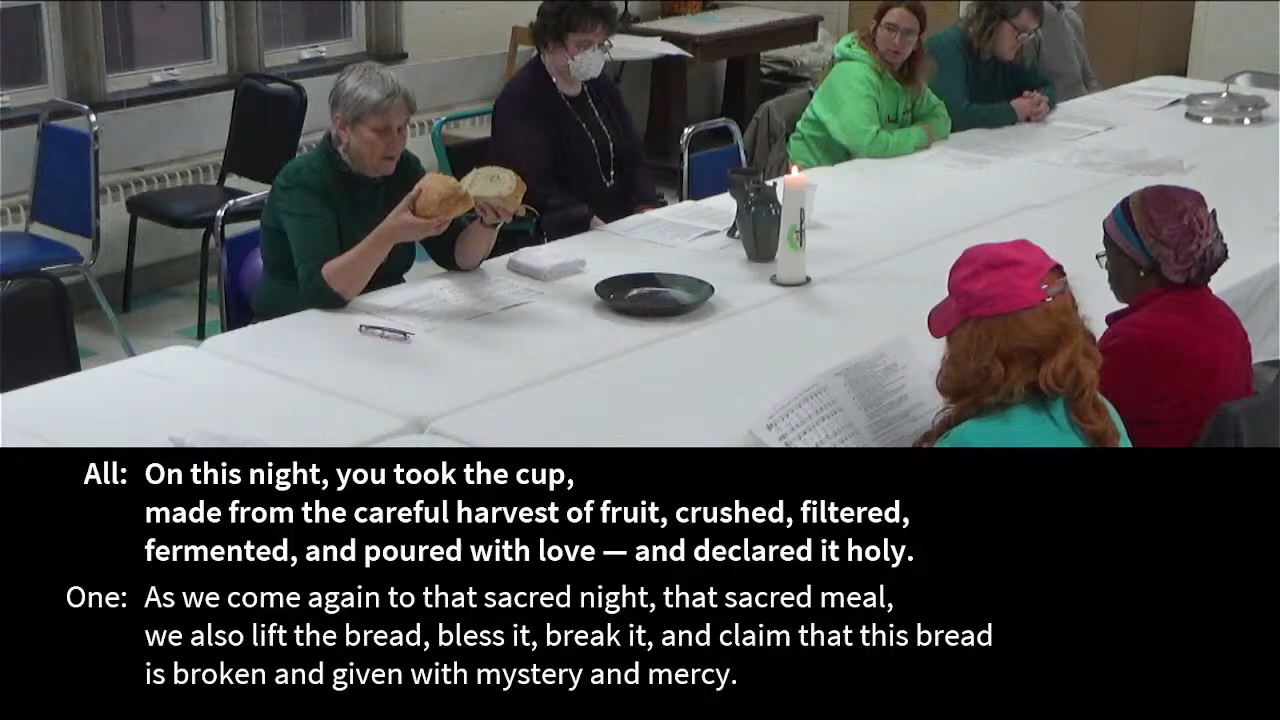 All: On this night, you took the cup,
made from the careful harvest of fruit, crushed, filtered,
fermented, and poured with love — and declared it holy.
One: As we come again to that sacred night, that sacred meal,
we also lift the bread, bless it, break it, and claim that this bread
is broken and given with mystery and mercy.